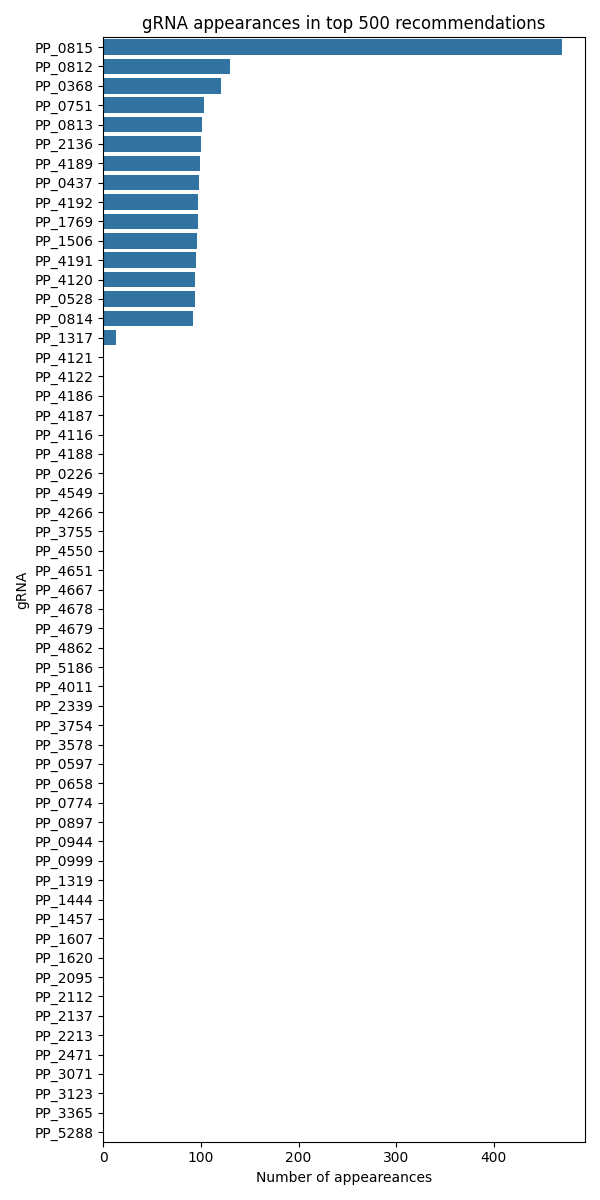 gRNA appearances in top 500 recommendations
PP_0815
PP_0812
PP_0368
PP_0751
PP_0813
PP_2136
PP_4189
PP_0437
PP_4192
PP_1769
PP_1506
PP_4191
PP_4120
PP_0528
PP_0814
PP_1317
PP_4121
PP_4122
PP_4186
PP_4187
PP_4116
PP_4188
PP_0226
PP_4549
PP_4266
PP_3755
PP_4550
PP_4651
PP_4667
PP_4678
PP_4679
PP_4862
PP_5186
PP_4011
PP_2339
PP_3754
PP_3578
PP_0597
PP_0658
PP_0774
PP_0897
PP_0944
PP_0999
PP_1319
PP_1444
PP_1457
PP_1607
PP_1620
PP_2095
PP_2112
PP_2137
PP_2213
PP_2471
PP_3071
PP_3123
PP_3365
PP_5288
gRNA
0 100 200 300 400
Number of appeareances